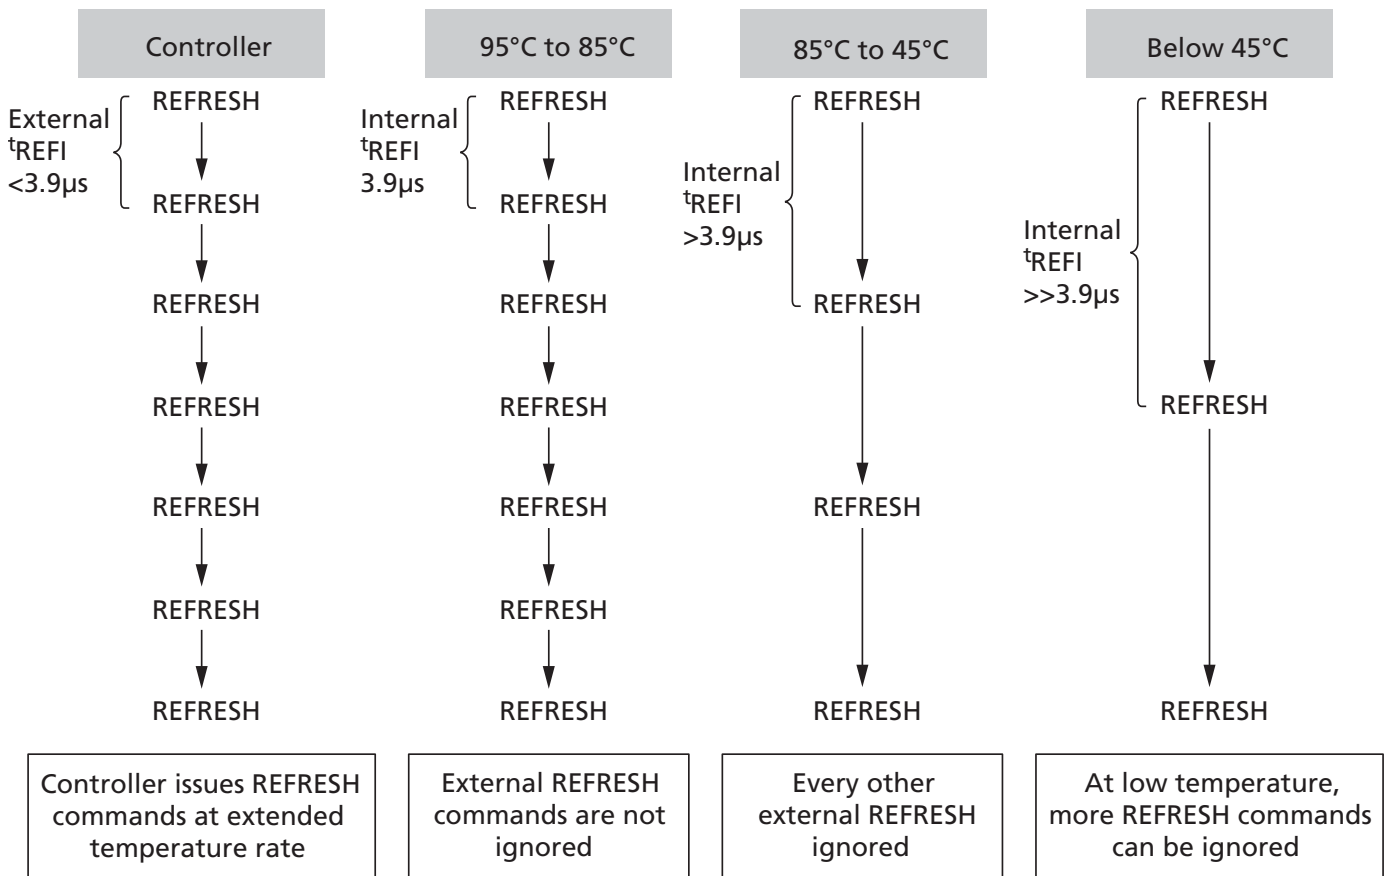 Controller
95°C to 85°C
85°C to 45°C
Below 45°C
External
tREFI
<3.9µs
REFRESH
REFRESH
REFRESH
REFRESH
REFRESH
REFRESH
REFRESH
Internal
tREFI
3.9µs
REFRESH
REFRESH
REFRESH
REFRESH
REFRESH
REFRESH
REFRESH
Internal
tREFI
>3.9µs
REFRESH
REFRESH
REFRESH
REFRESH
Internal
tREFI
>>3.9µs
REFRESH
REFRESH
REFRESH
Controller issues REFRESH
commands at extended
temperature rate
External REFRESH
commands are not
ignored
Every other
external REFRESH
ignored
At low temperature,
more REFRESH commands
can be ignored